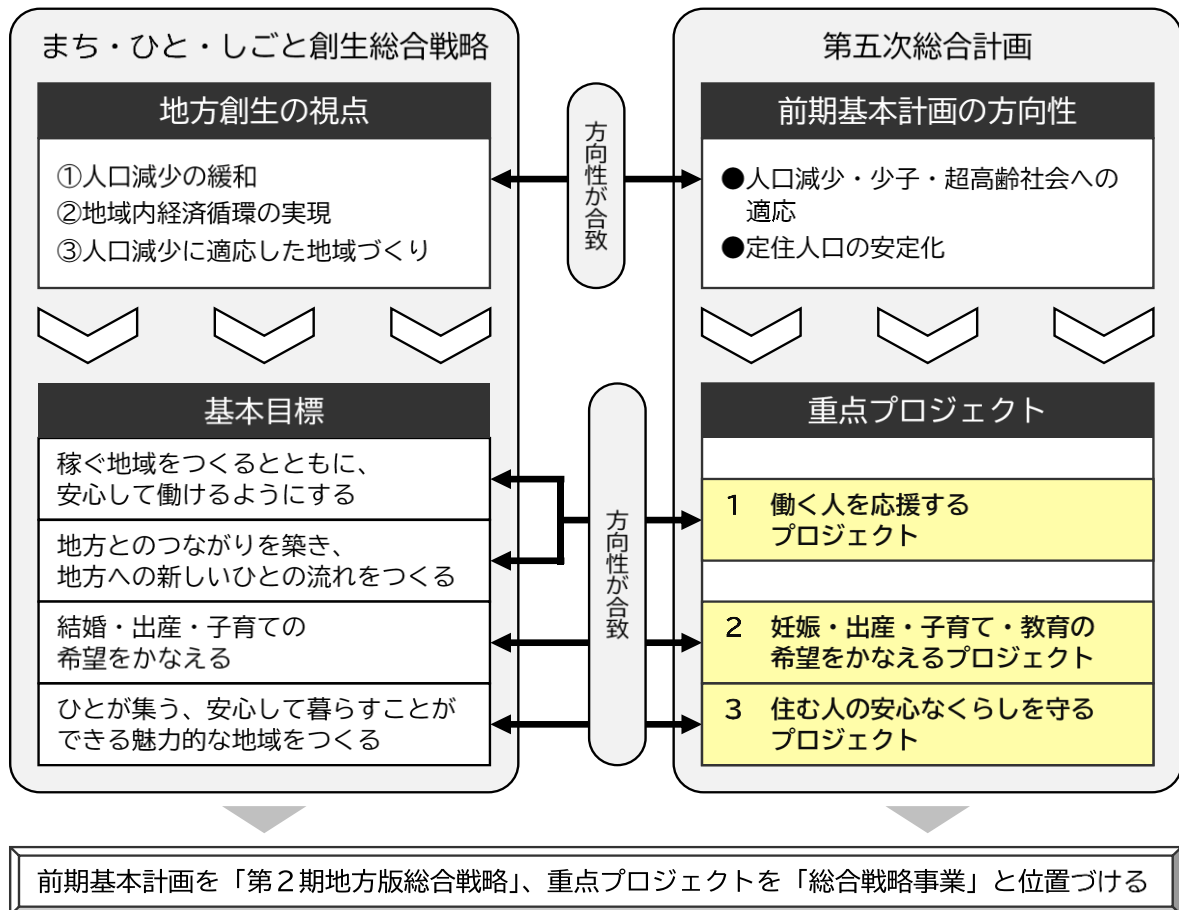 まち・ひと・しごと創生総合戦略
地方創生の視点
①人口減少の緩和
②地域内経済循環の実現
③人口減少に適応した地域づくり
基本目標
稼ぐ地域をつくるとともに、
安心して働けるようにする
地方とのつながりを築き、
地方への新しいひとの流れをつくる
結婚・出産・子育ての
希望をかなえる
ひとが集う、安心して暮らすことが
できる魅力的な地域をつくる
方向性が合致
方向性が合致
第五次総合計画
前期基本計画の方向性
●人口減少・少子・超高齢社会への
適応
●定住人口の安定化
重点プロジェクト
1 働く人を応援する
プロジェクト
2 妊娠・出産・子育て・教育の
希望をかなえるプロジェクト
3 住む人の安心なくらしを守る
プロジェクト
前期基本計画を「第2期地方版総合戦略」、重点プロジェクトを「総合戦略事業」と位置づける